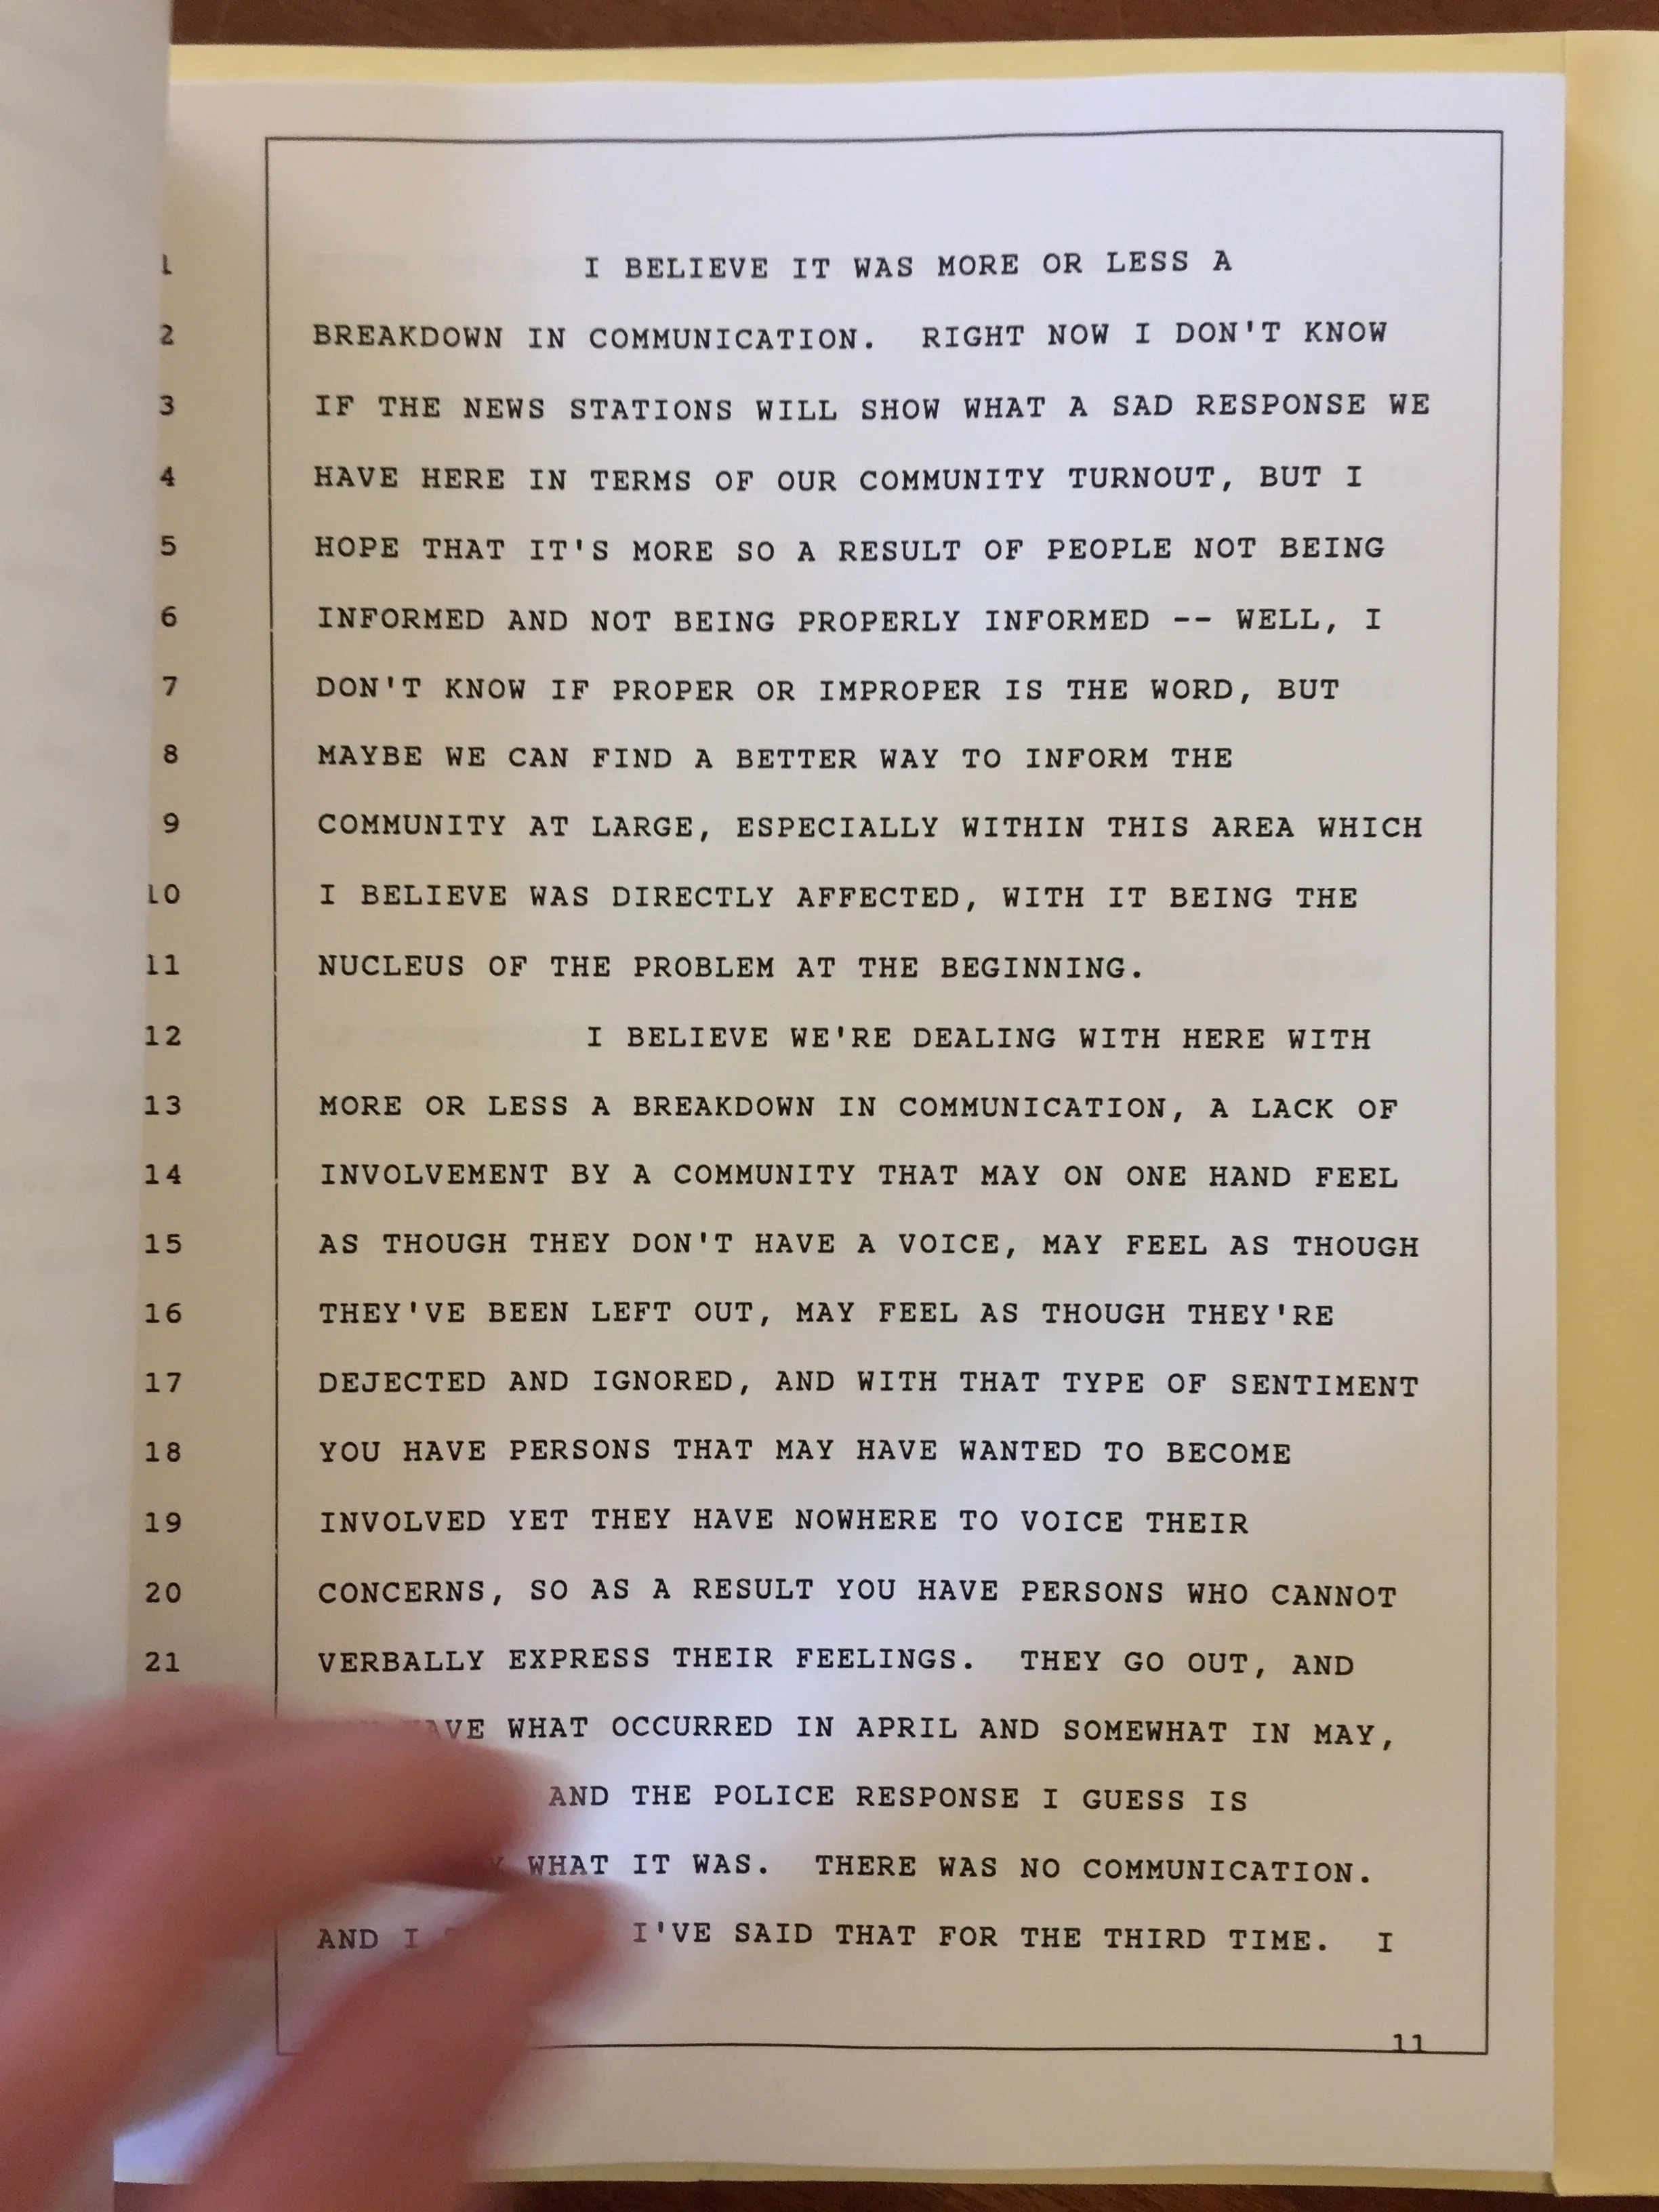 1 I BELIEVE IT WAS MORE OR LESS A
2 BREAKDOWN IN COMMUNICATION. RIGHT NOW I DON'T KNOW
3 IF THE NEWS STATIONS WILL SHOW WHAT A SAD RESPONSE WE
4 HAVE HERE IN TERMS OF OUR COMMUNITY TURNOUT, BUT I
5 HOPE THAT IT'S MORE SO A RESULT OF PEOPLE NOT BEING
6 INFORMED AND NOT BEING PROPERLY INFORMED -- WELL, I
7 DON'T KNOW IF PROPER OR IMPROPER IS THE WORD, BUT
8 MAYBE WE CAN FIND A BETTER WAY TO INFORM THE
9 COMMUNITY AT LARGE, ESPECIALLY WITHIN THIS AREA WHICH
10 I BELIEVE WAS DIRECTLY AFFECTED, WITH IT BEING THE
11 NUCLEUS OF THE PROBLEM AT THE BEGINNING.
12 I BELIEVE WE'RE DEALING WITH HERE WITH
13 MORE OR LESS A BREAKDOWN IN COMMUNICATION, A LACK OF
14 INVOLVEMENT BY A COMMUNITY THAT MAY ON ONE HAND FEEL
15 AS THOUGH THEY DON'T HAVE A VOICE, MAY FEEL AS THOUGH
16 THEY'VE BEEN LEFT OUT, MAY FEEL AS THOUGH THEY'RE
17 DEJECTED AND IGNORED, AND WITH THAT TYPE OF SENTIMENT
18 YOU HAVE PERSONS THAT MAY HAVE WANTED TO BECOME
19 INVOLVED YET THEY HAVE NOWHERE TO VOICE THEIR
20 CONCERNS, SO AS A RESULT YOU HAVE PERSONS WHO CANNOT
21 VERBALLY EXPRESS THEIR FEELINGS. THEY GO OUT, AND
HAVE WHAT OCCURRED IN APRIL AND SOMEWHAT IN MAY,
AND THE POLICE RESPONSE I GUESS IS
WHAT IT WAS. THERE WAS NO COMMUNICATION.
AND I I'VE SAID THAT FOR THE THIRD TIME. I
11